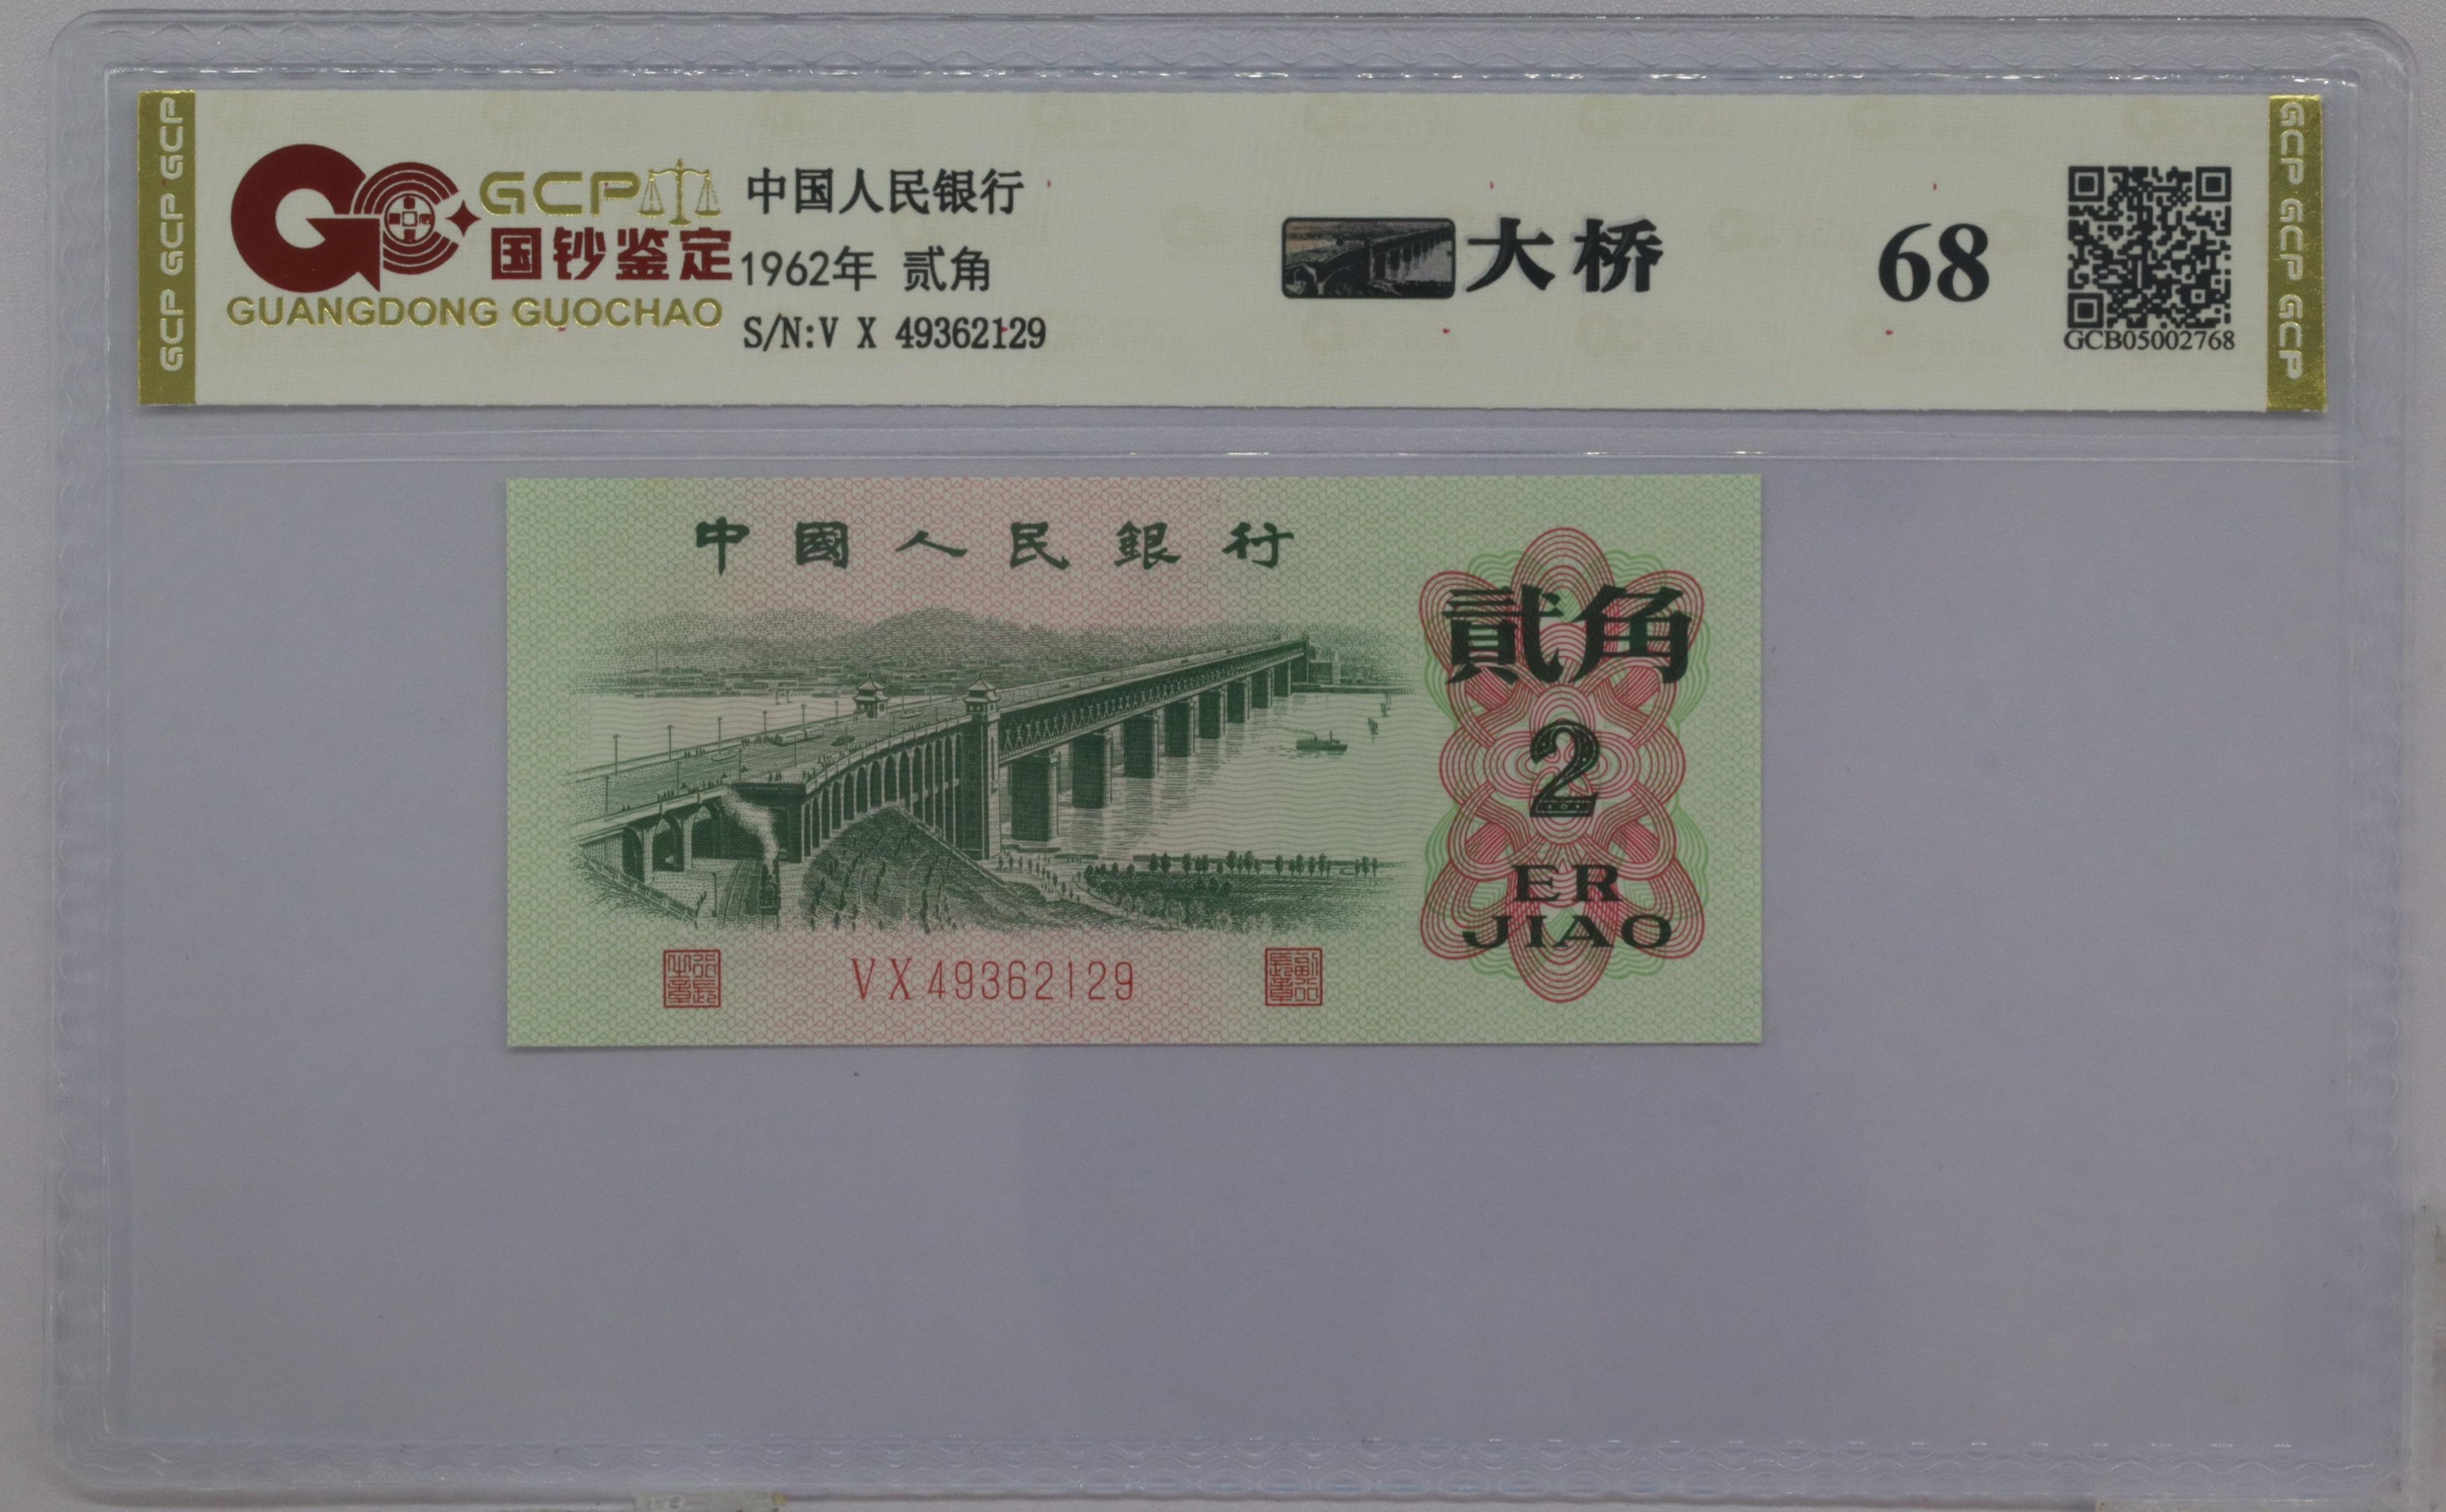 GCP GCP GCP
GCP
国钞鉴定
GUANGDONG GUOCHAO
中国人民银行
1962年 贰角
S/N:V X 49362129
大桥
68
GCB05002768
GCP GCP GCP
中國人民銀行
貳角
2
ER
JIAO
VX49362129